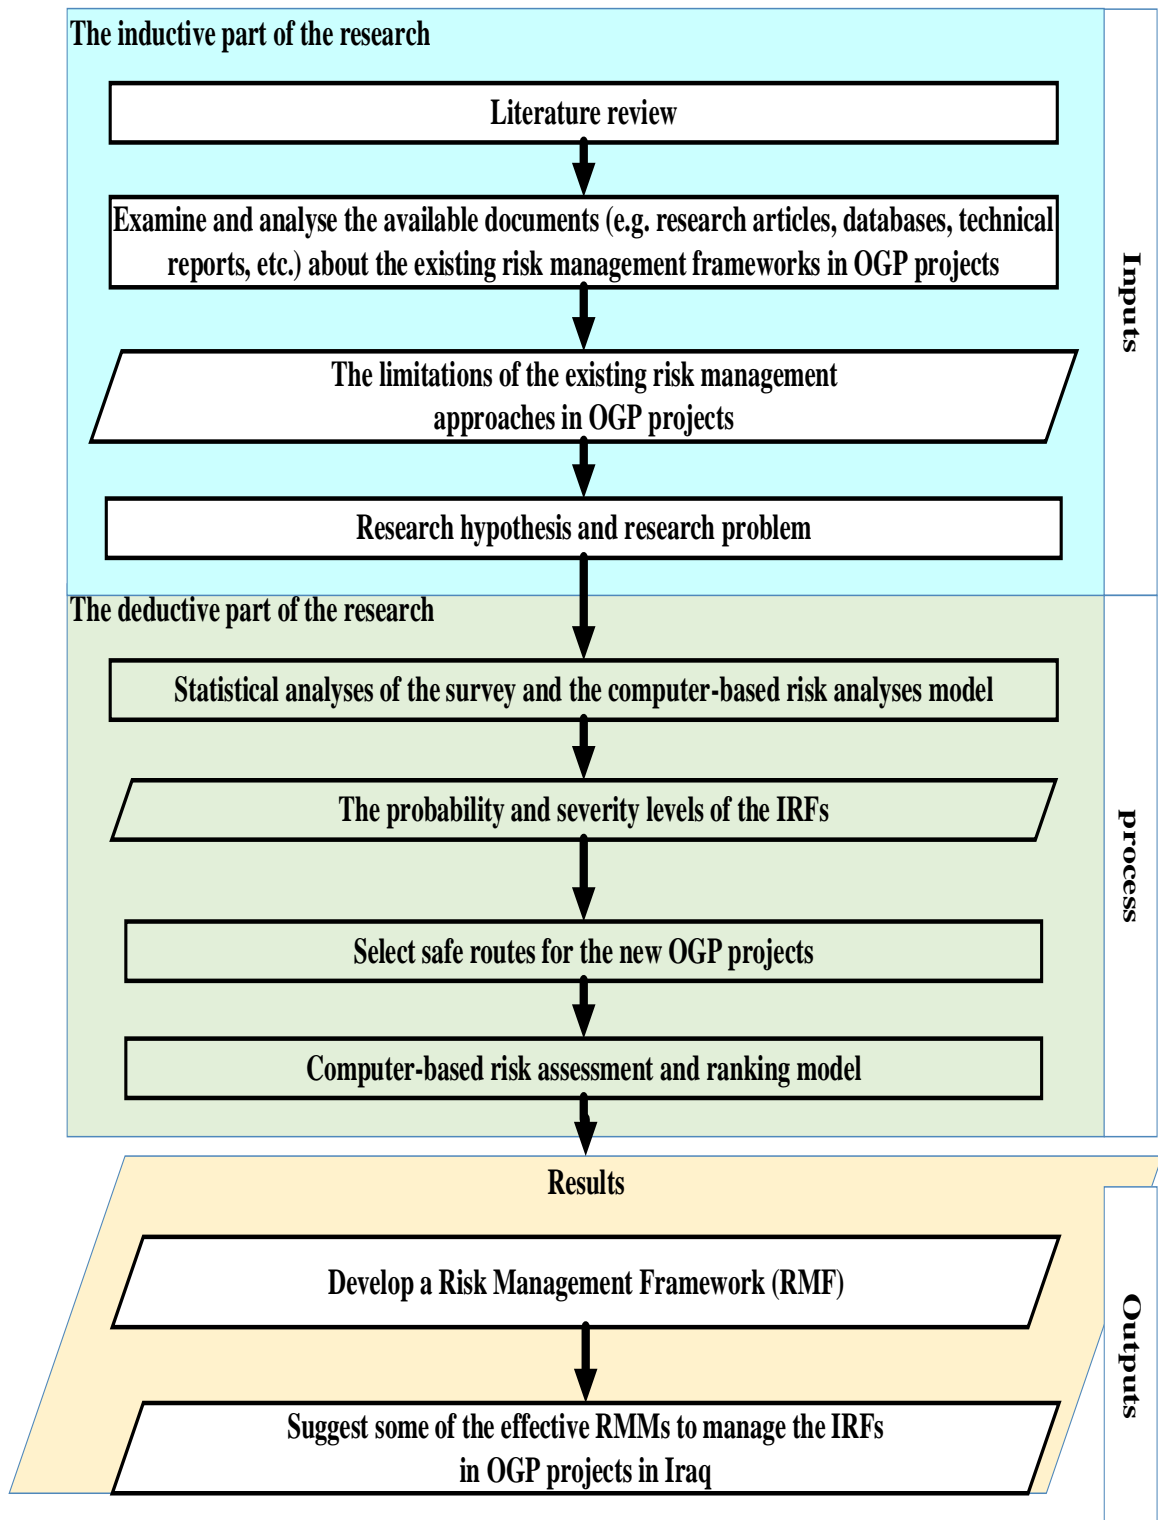 The inductive part of the research
Literature review
Examine and analyse the available documents (e.g. research articles, databases, technical
reports, etc.) about the existing risk management frameworks in OGP projects
The limitations of the existing risk management
approaches in OGP projects
Research hypothesis and research problem
Inputs
The deductive part of the research
Statistical analyses of the survey and the computer-based risk analyses model
The probability and severity levels of the IRFs
Select safe routes for the new OGP projects
Computer-based risk assessment and ranking model
process
Results
Develop a Risk Management Framework (RMF)
Suggest some of the effective RMMs to manage the IRFs
in OGP projects in Iraq
Outputs